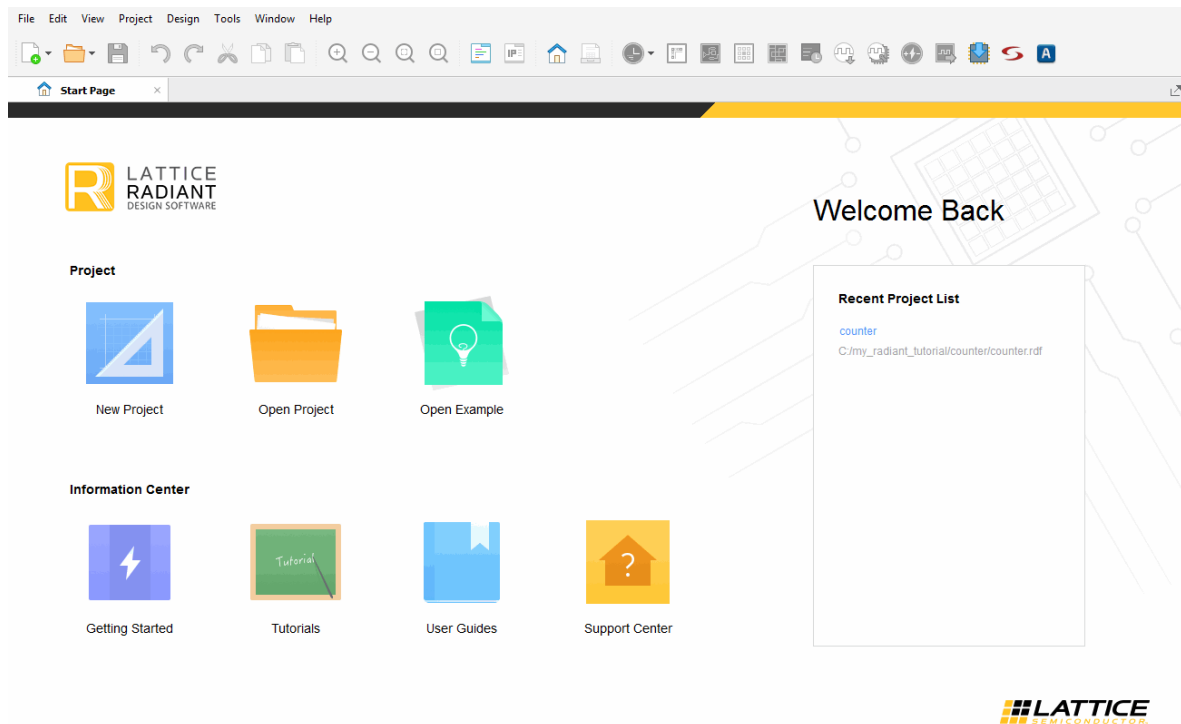 File Edit View Project Design Tools Window Help
IP
A
Start Page
LATTICE
RADIANT
DESIGN SOFTWARE
Welcome Back
Project
Recent Project List
counter
C:/my_radiant_tutorial/counter/counter.rdf
New Project Open Project Open Example
Information Center
Tutorial
?
Getting Started Tutorials User Guides Support Center
LATTICE
SEMICONDUCTOR.